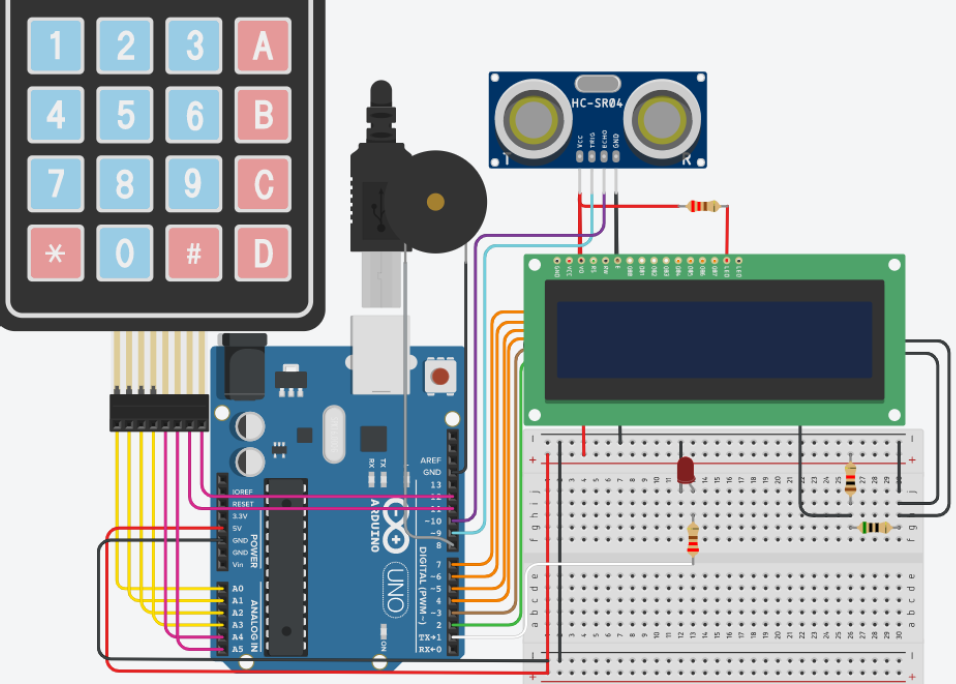 1 2 3 A
4 5 6 B
7 8 9 C
* 0 # D
HC-SR04
VCC TRIG ECHO GND
T R
GND VCC VO RS RW E DB0 DB1 DB2 DB3 DB4 DB5 DB6 DB7 LED LED
AREF
GND
13
12
11
~10
~9
8
7
~6
~5
4
~3
2
TX→1
RX←0
DIGITAL (PWM~)
RX TX
ARDUINO
UNO
ON
IOREF
RESET
3.3V
5V
GND
GND
Vin
POWER
A0
A1
A2
A3
A4
A5
ANALOG IN